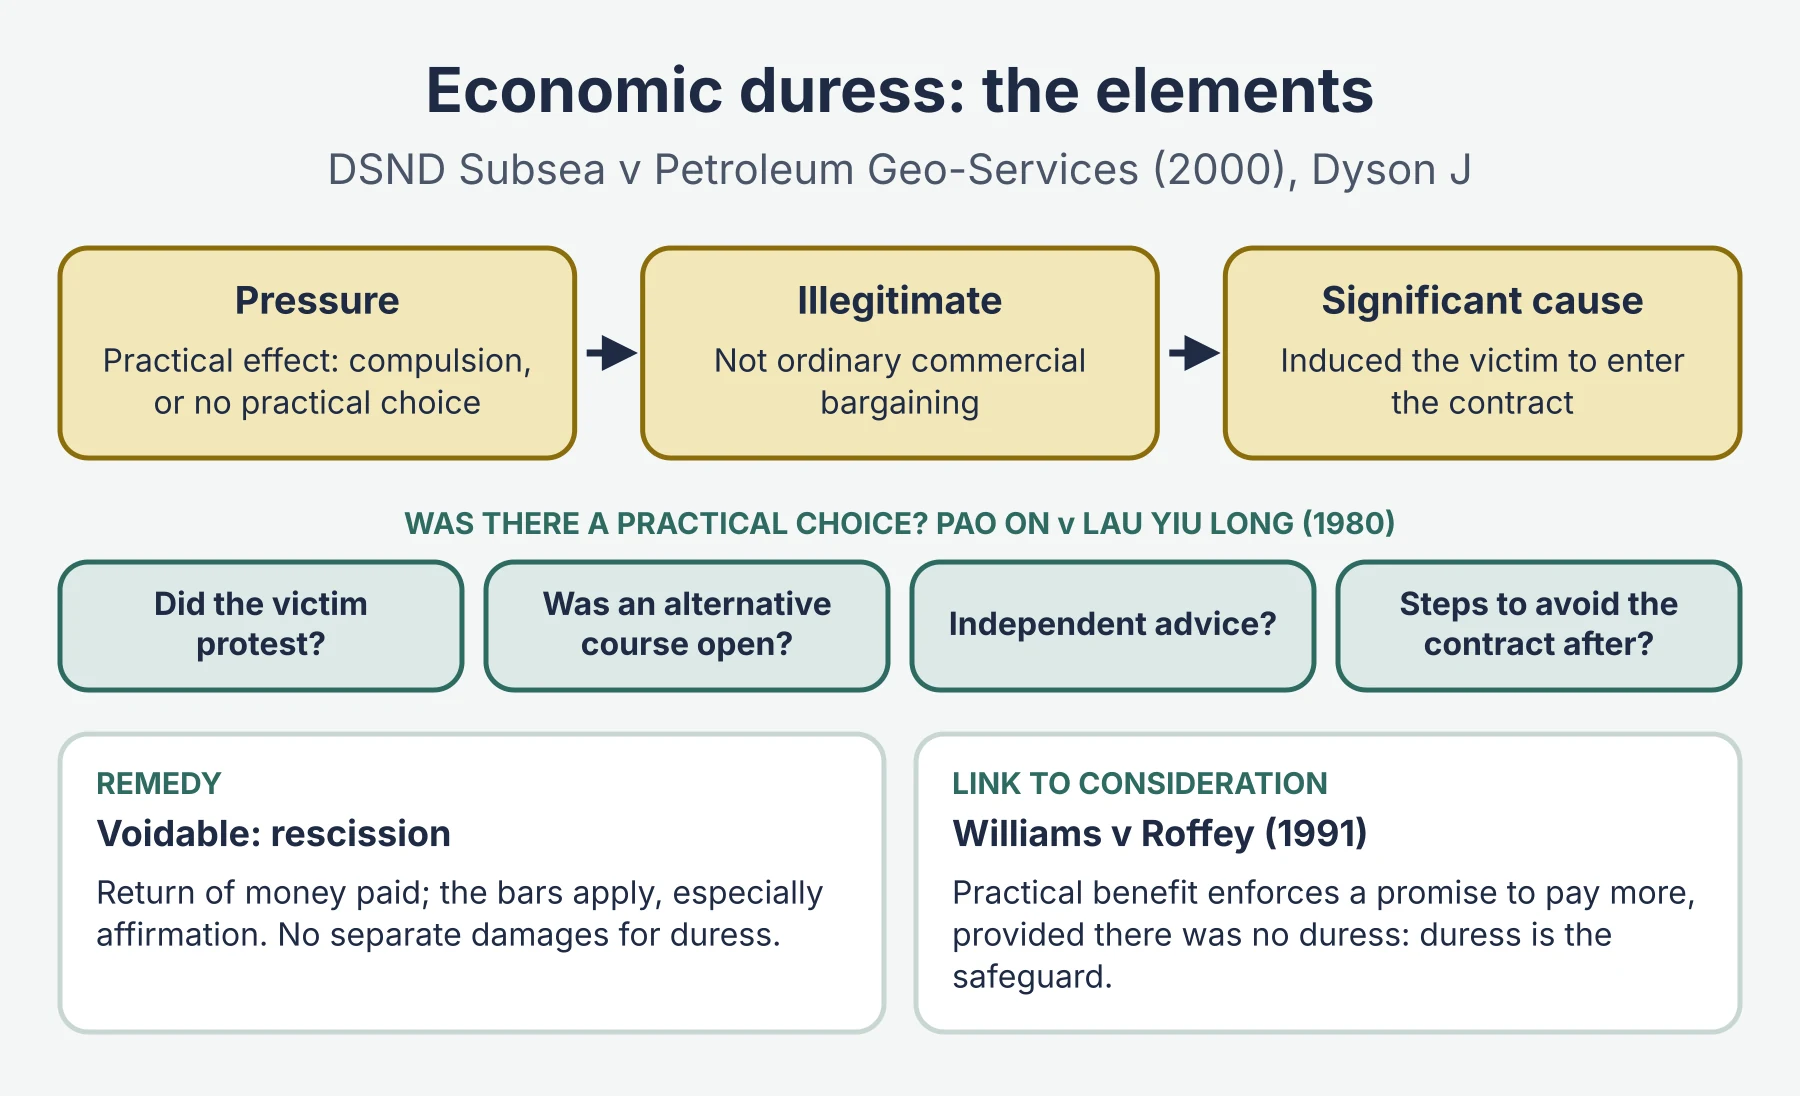 Economic duress: the elements
DSND Subsea v Petroleum Geo-Services (2000), Dyson J
Pressure
Practical effect: compulsion,
or no practical choice
Illegitimate
Not ordinary commercial
bargaining
Significant cause
Induced the victim to enter
the contract
WAS THERE A PRACTICAL CHOICE? PAO ON v LAU YIU LONG (1980)
Did the victim
protest?
Was an alternative
course open?
Independent advice?
Steps to avoid the
contract after?
REMEDY
Voidable: rescission
Return of money paid; the bars apply, especially
affirmation. No separate damages for duress.
LINK TO CONSIDERATION
Williams v Roffey (1991)
Practical benefit enforces a promise to pay more,
provided there was no duress: duress is the
safeguard.